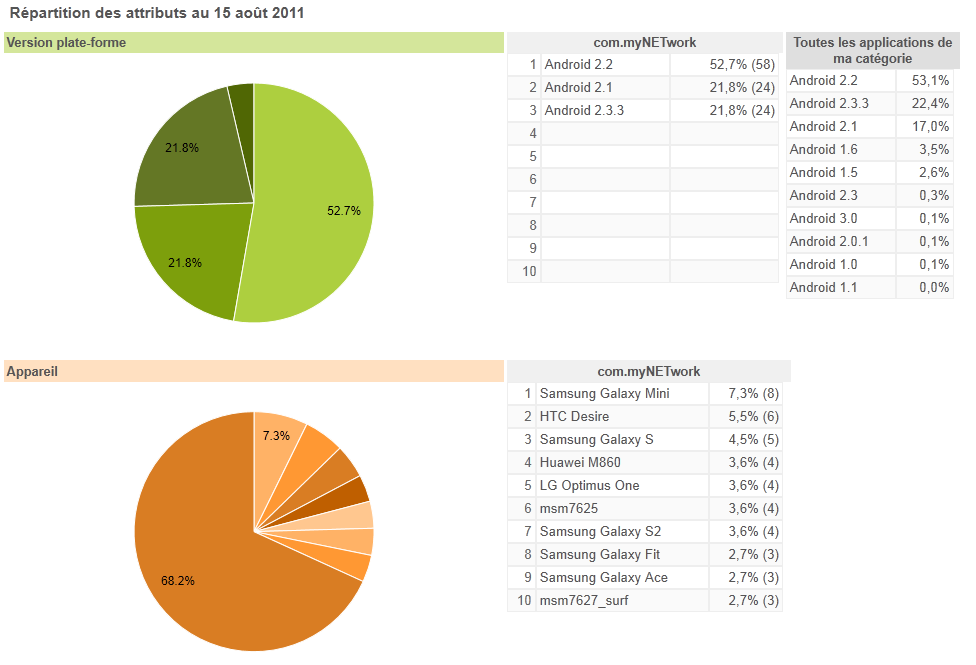 Répartition des attributs au 15 août 2011
Version plate-forme
52.7%
21.8%
21.8%
com.myNETwork
1 Android 2.2 52,7% (58)
2 Android 2.1 21,8% (24)
3 Android 2.3.3 21,8% (24)
4
5
6
7
8
9
10
Toutes les applications de
ma catégorie
Android 2.2 53,1%
Android 2.3.3 22,4%
Android 2.1 17,0%
Android 1.6 3,5%
Android 1.5 2,6%
Android 2.3 0,3%
Android 3.0 0,1%
Android 2.0.1 0,1%
Android 1.0 0,1%
Android 1.1 0,0%
Appareil
7.3%
68.2%
com.myNETwork
1 Samsung Galaxy Mini 7,3% (8)
2 HTC Desire 5,5% (6)
3 Samsung Galaxy S 4,5% (5)
4 Huawei M860 3,6% (4)
5 LG Optimus One 3,6% (4)
6 msm7625 3,6% (4)
7 Samsung Galaxy S2 3,6% (4)
8 Samsung Galaxy Fit 2,7% (3)
9 Samsung Galaxy Ace 2,7% (3)
10 msm7627_surf 2,7% (3)